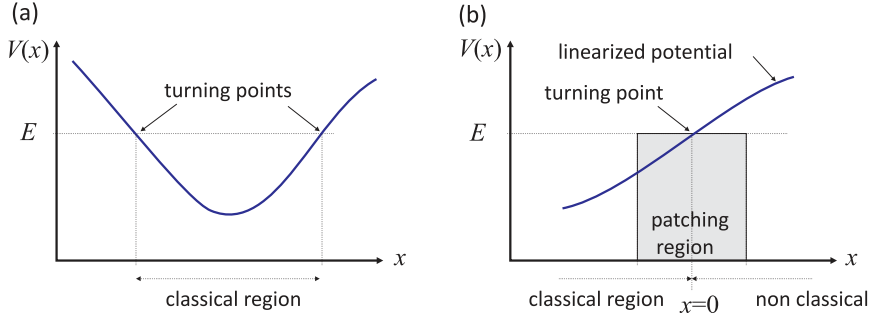 (a)
V(x)
turning points
E
x
classical region
(b)
V(x)
linearized potential
turning point
E
patching
region
x
classical region
x=0
non classical